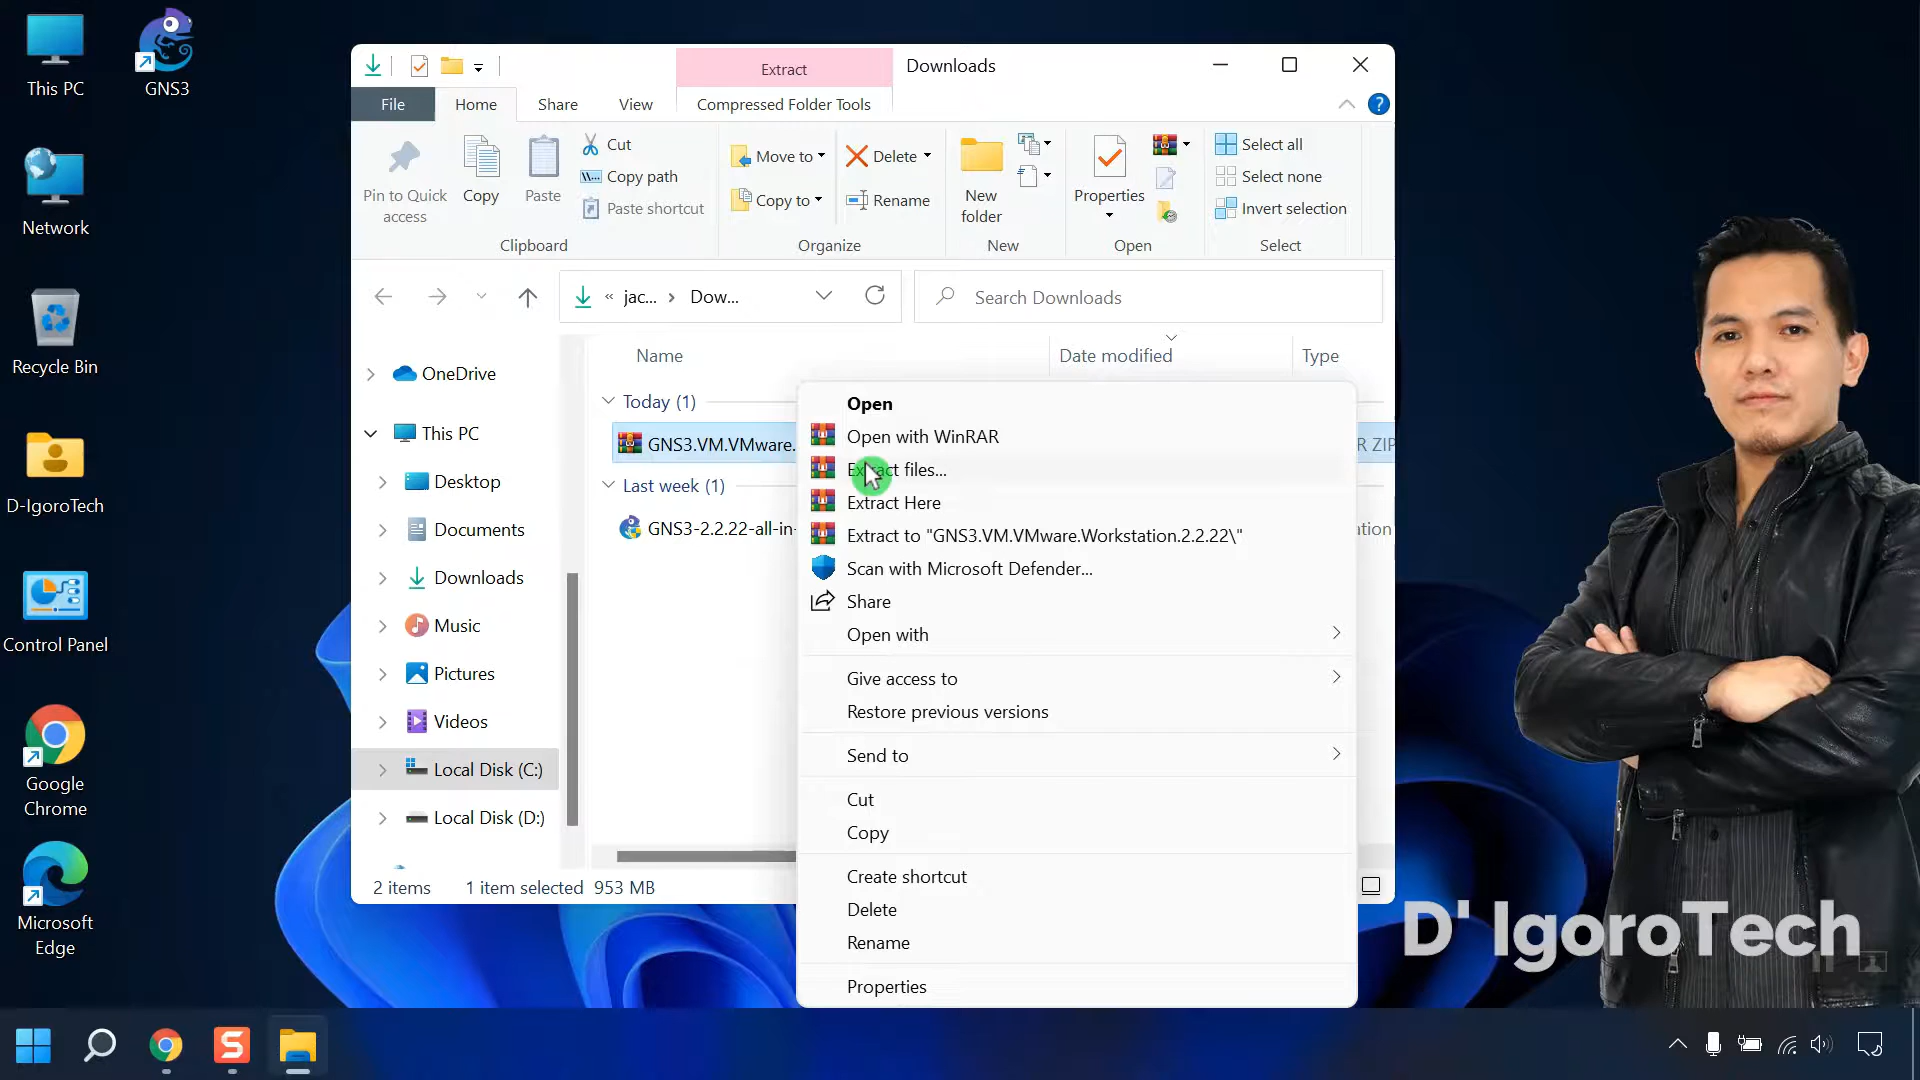 This PC
GNS3
Network
Recycle Bin
D-IgoroTech
Control Panel
Google
Chrome
Microsoft
Edge
Extract
Downloads
File
Home
Share
View
Compressed Folder Tools
?
Pin to Quick
access
Copy
Paste
Cut
Copy path
Paste shortcut
Clipboard
Move to
Copy to
Delete
Rename
Organize
New
folder
New
Properties
Open
Select all
Select none
Invert selection
Select
« jac... › Dow...
Search Downloads
Name
Date modified
Type
OneDrive
This PC
Desktop
Documents
Downloads
Music
Pictures
Videos
Local Disk (C:)
Local Disk (D:)
Today (1)
GNS3.VM.VMware.
R ZIP
Last week (1)
GNS3-2.2.22-all-in-
ation
Open
Open with WinRAR
Extract files...
Extract Here
Extract to "GNS3.VM.VMware.Workstation.2.2.22\"
Scan with Microsoft Defender...
Share
Open with
Give access to
Restore previous versions
Send to
Cut
Copy
Create shortcut
Delete
Rename
Properties
2 items
1 item selected 953 MB
D' IgoroTech
S